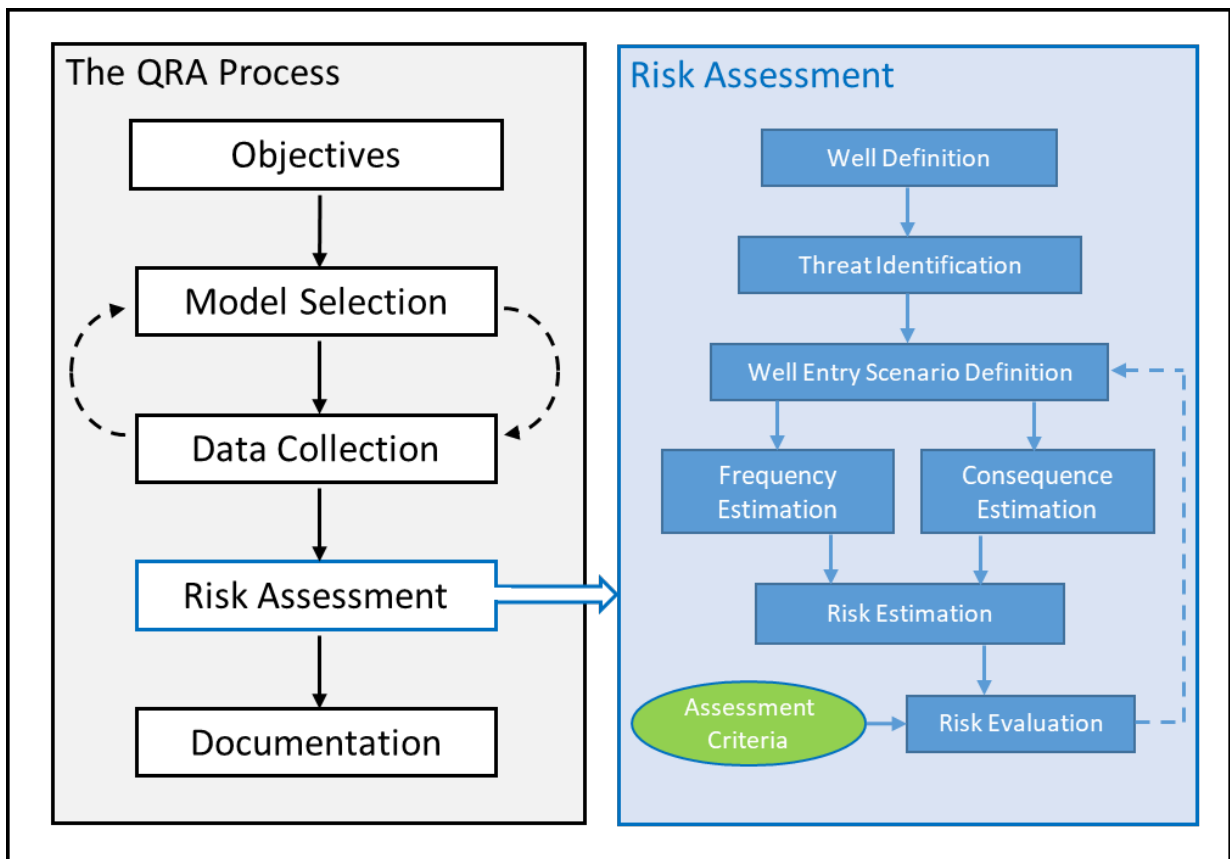 The QRA Process
Objectives
Model Selection
Data Collection
Risk Assessment
Documentation
Risk Assessment
Well Definition
Threat Identification
Well Entry Scenario Definition
Frequency
Estimation
Consequence
Estimation
Risk Estimation
Assessment
Criteria
Risk Evaluation